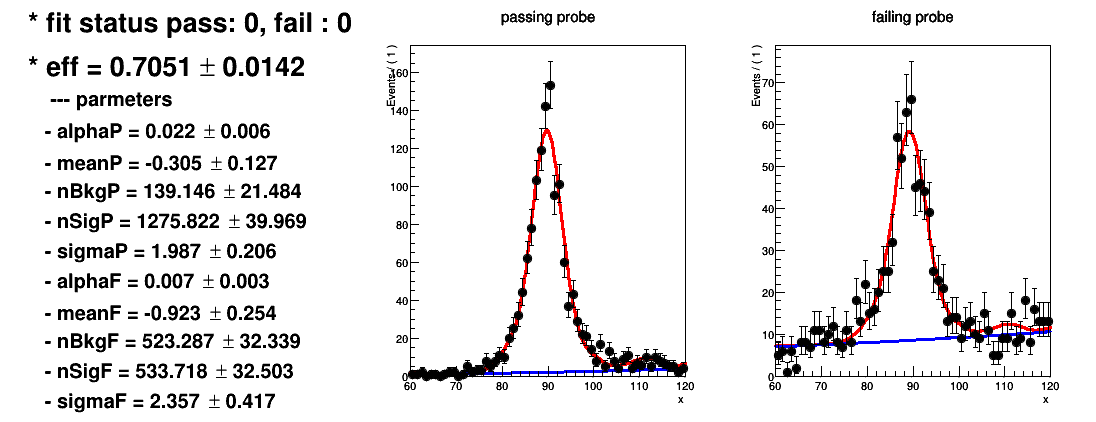 * fit status pass: 0, fail : 0
* eff = 0.7051 ± 0.0142
--- parmeters
- alphaP = 0.022 ± 0.006
- meanP = -0.305 ± 0.127
- nBkgP = 139.146 ± 21.484
- nSigP = 1275.822 ± 39.969
- sigmaP = 1.987 ± 0.206
- alphaF = 0.007 ± 0.003
- meanF = -0.923 ± 0.254
- nBkgF = 523.287 ± 32.339
- nSigF = 533.718 ± 32.503
- sigmaF = 2.357 ± 0.417
passing probe
Events / ( 1 )
160
140
120
100
80
60
40
20
0
60 70 80 90 100 110 120
x
failing probe
Events / ( 1 )
70
60
50
40
30
20
10
0
60 70 80 90 100 110 120
x